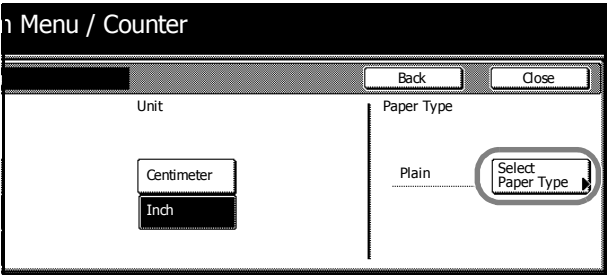 n Menu / Counter
Back
Close
Unit
Paper Type
Centimeter
Inch
Plain
Select
Paper Type